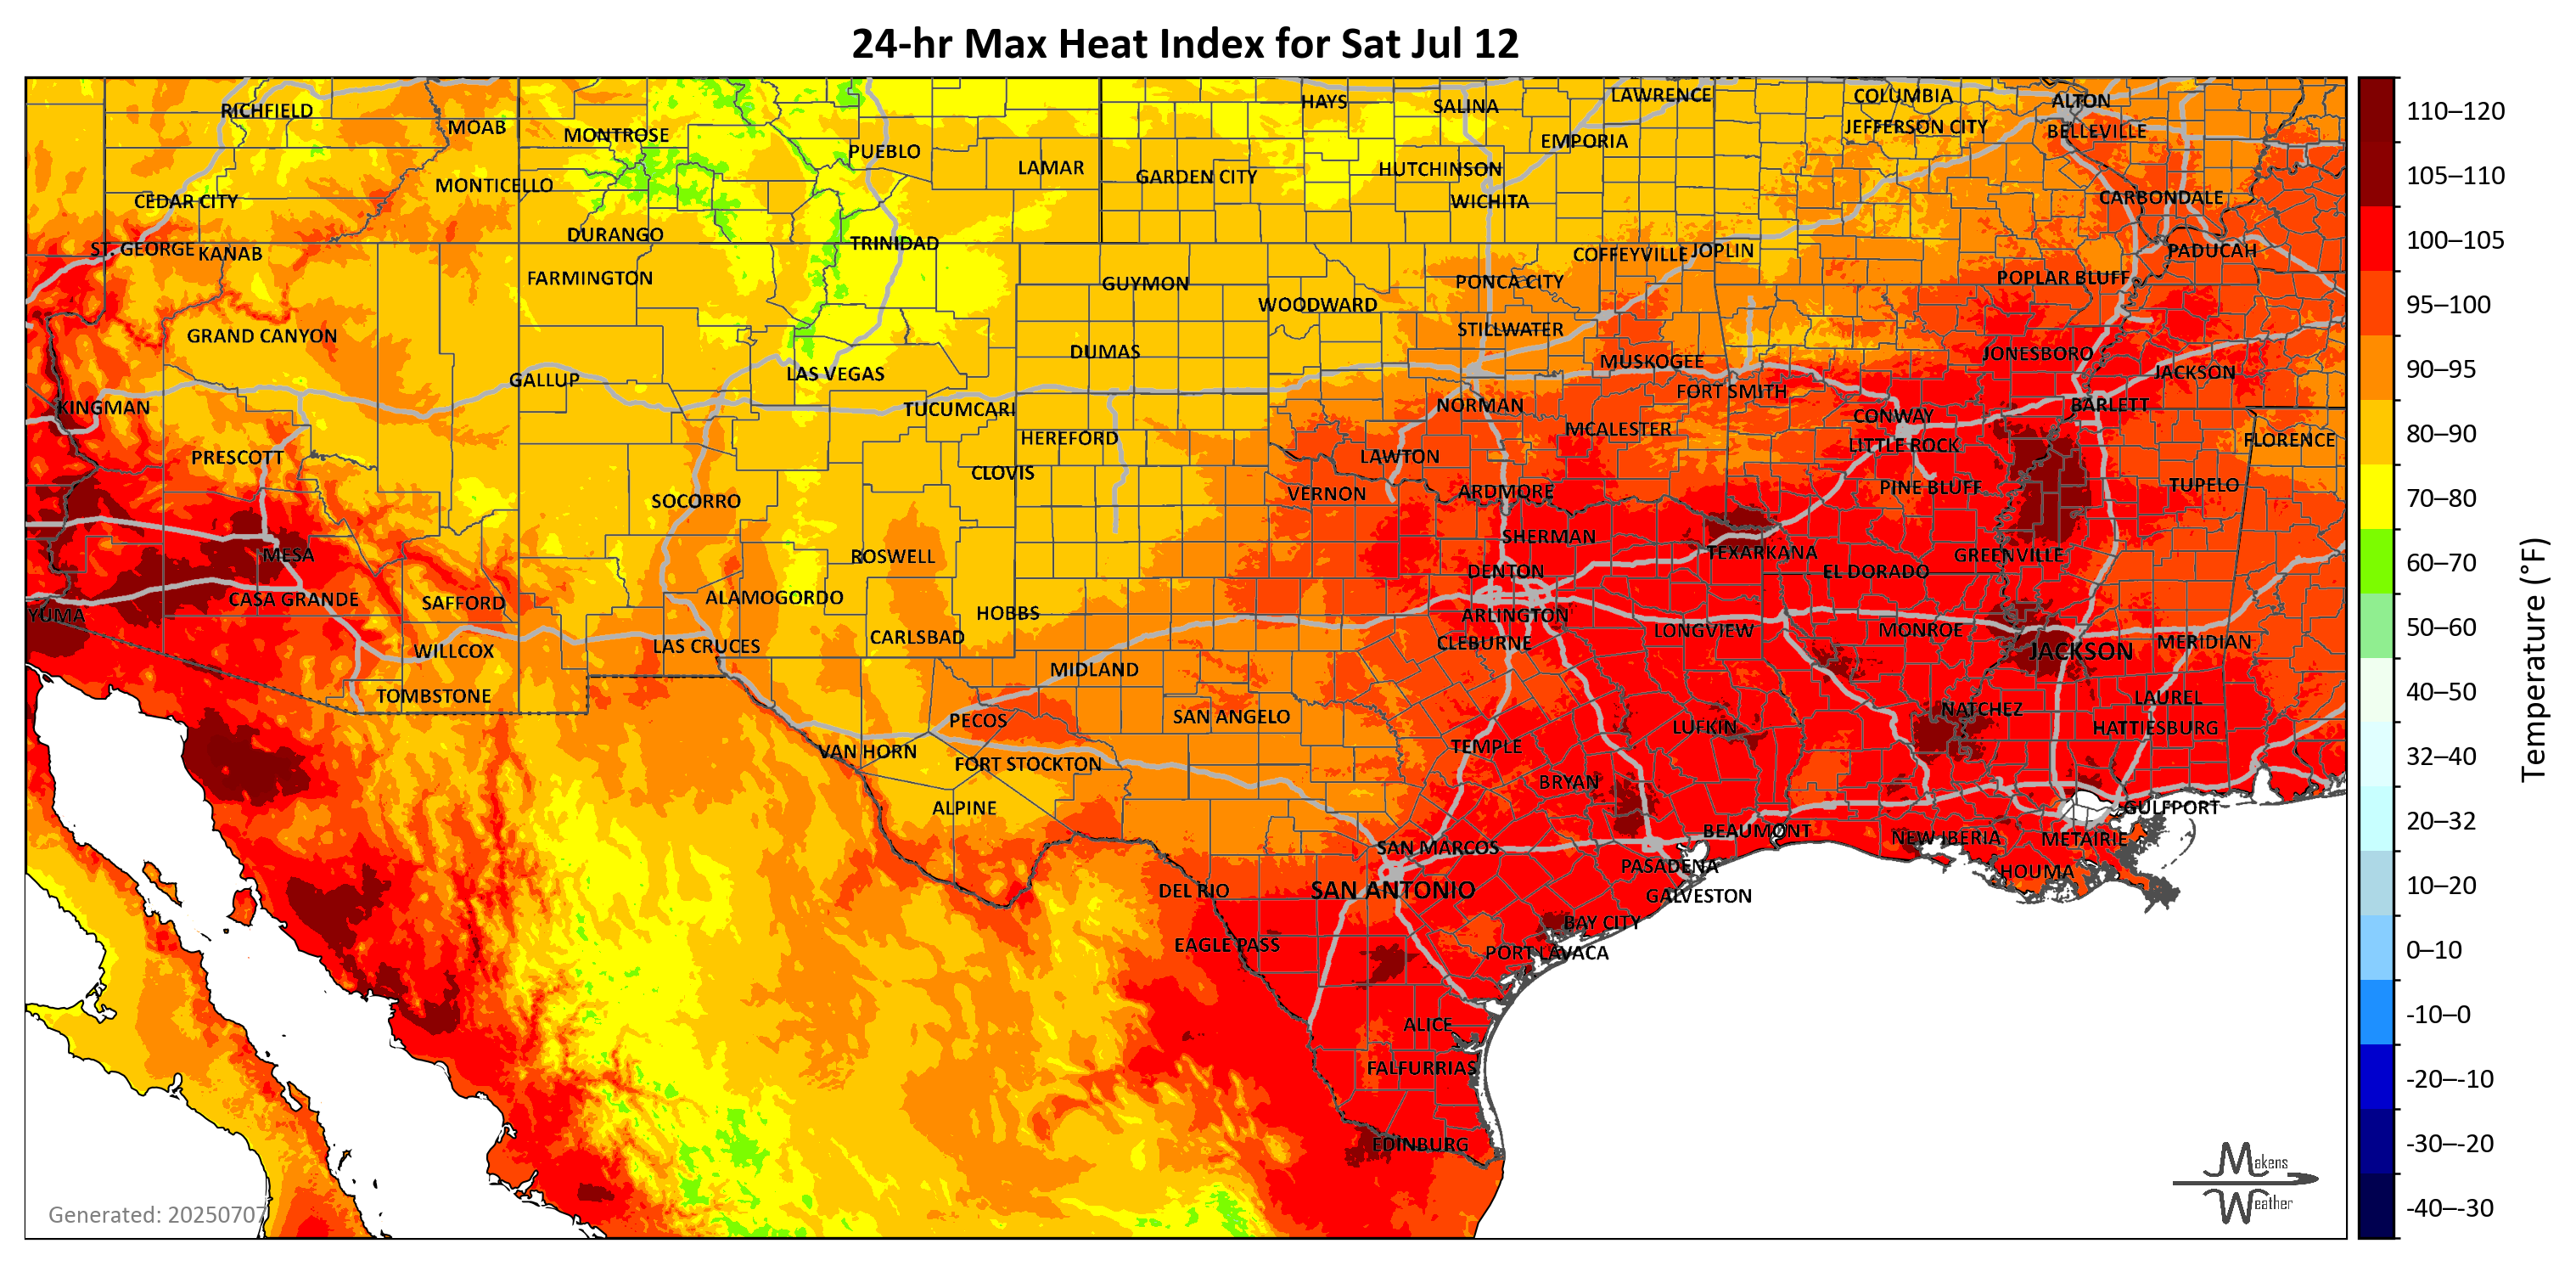 24-hr Max Heat Index for Sat Jul 12
RICHFIELD
MOAB
MONTROSE
PUEBLO
LAMAR
HAYS
SALINA
LAWRENCE
COLUMBIA
ALTON
JEFFERSON CITY
BELLEVILLE
EMPORIA
HUTCHINSON
GARDEN CITY
MONTICELLO
CEDAR CITY
WICHITA
CARBONDALE
DURANGO
TRINIDAD
ST. GEORGE
KANAB
COFFEYVILLE
JOPLIN
PADUCAH
FARMINGTON
GUYMON
PONCA CITY
POPLAR BLUFF
WOODWARD
GRAND CANYON
STILLWATER
DUMAS
JONESBORO
MUSKOGEE
GALLUP
LAS VEGAS
JACKSON
FORT SMITH
KINGMAN
TUCUMCARI
NORMAN
CONWAY
BARLETT
HEREFORD
MCALESTER
LITTLE ROCK
FLORENCE
PRESCOTT
LAWTON
CLOVIS
PINE BLUFF
TUPELO
SOCORRO
VERNON
ARDMORE
SHERMAN
MESA
ROSWELL
TEXARKANA
GREENVILLE
DENTON
EL DORADO
CASA GRANDE
SAFFORD
ALAMOGORDO
YUMA
HOBBS
ARLINGTON
CARLSBAD
CLEBURNE
LONGVIEW
MONROE
LAS CRUCES
WILLCOX
JACKSON
MERIDIAN
MIDLAND
TOMBSTONE
LAUREL
PECOS
SAN ANGELO
NATCHEZ
LUFKIN
HATTIESBURG
VAN HORN
TEMPLE
FORT STOCKTON
BRYAN
ALPINE
GULFPORT
BEAUMONT
NEW IBERIA
METAIRIE
SAN MARCOS
PASADENA
HOUMA
DEL RIO
SAN ANTONIO
GALVESTON
BAY CITY
EAGLE PASS
PORT LAVACA
ALICE
FALFURRIAS
EDINBURG
Generated: 20250707
Makens
Weather
110–120
105–110
100–105
95–100
90–95
80–90
70–80
60–70
50–60
40–50
32–40
20–32
10–20
0–10
-10–0
-20–-10
-30–-20
-40–-30
Temperature (°F)